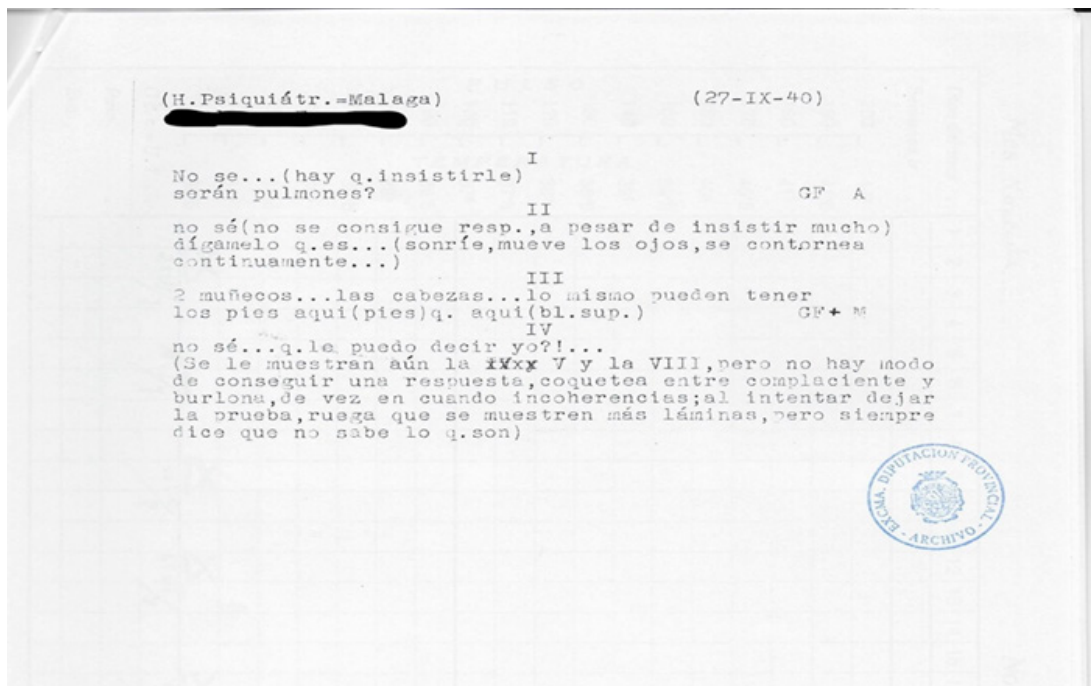 (H.Psiquiátr.=Malaga) (27-IX-40)
I
No se...(hay q.insistirle)
serán pulmones? GF A
II
no sé(no se consigue resp.,a pesar de insistir mucho)
dígamelo q.es...(sonríe,mueve los ojos,se contornea
continuamente...)
III
2 muñecos...las cabezas...lo mismo pueden tener
los pies aqui(pies)q. aqui(bl.sup.) GF+ M
IV
no sé...q.le puedo decir yo?!...
(Se le muestran aún la V y la VIII,pero no hay modo
de conseguir una respuesta,coquetea entre complaciente y
burlona,de vez en cuando incoherencias;al intentar dejar
la prueba,ruega que se muestren más láminas,pero siempre
dice que no sabe lo q.son)
EXCMA. DIPUTACION PROVINCIAL
- ARCHIVO -